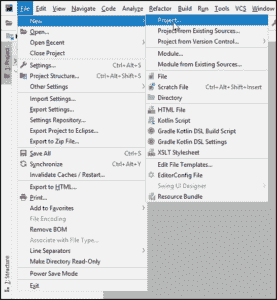 File Edit View Navigate Code Analyze Refactor Build Run Tools VCS Window
New
Open...
Open Recent
Close Project
Settings... Ctrl+Alt+S
Project Structure... Ctrl+Alt+Shift+S
Other Settings
Import Settings...
Export Settings...
Settings Repository...
Export Project to Eclipse...
Export to Zip File...
Save All Ctrl+S
Synchronize Ctrl+Alt+Y
Invalidate Caches / Restart...
Export to HTML...
Print...
Add to Favorites
File Encoding
Remove BOM
Associate with File Type...
Line Separators
Make Directory Read-Only
Power Save Mode
Exit
Project...
Project from Existing Sources...
Project from Version Control...
Module...
Module from Existing Sources...
File
Scratch File Ctrl+Alt+Shift+Insert
Directory
HTML File
Kotlin Script
Gradle Kotlin DSL Build Script
Gradle Kotlin DSL Settings
XSLT Stylesheet
Edit File Templates...
EditorConfig File
Swing UI Designer
Resource Bundle
1: Project
Z: Structure